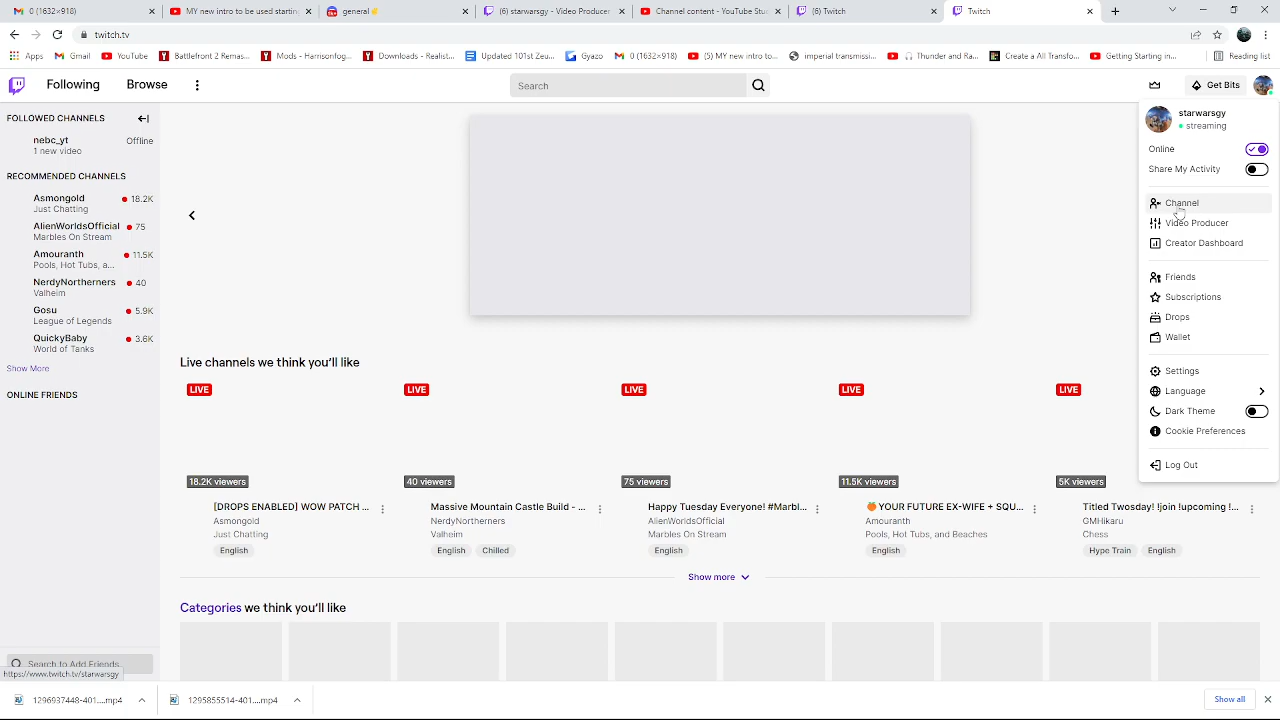 0 (1632×918)
MY new intro to be used starting
general
(5) starwarsgy - Video Producer
Channel content - YouTube Studio
(6) Twitch
Twitch
twitch.tv
Apps
Gmail
YouTube
Battlefront 2 Remas...
Mods - Harrisonfog...
Downloads - Realist...
Updated 101st Zeu...
Gyazo
0 (1632×918)
(5) MY new intro to...
imperial transmissi...
Thunder and Ra...
Create a All Transfo...
Getting Starting in...
Reading list
Following
Browse
Search
Get Bits
FOLLOWED CHANNELS
nebc_yt
Offline
1 new video
RECOMMENDED CHANNELS
Asmongold
18.2K
Just Chatting
AlienWorldsOfficial
75
Marbles On Stream
Amouranth
11.5K
Pools, Hot Tubs, a...
NerdyNortherners
40
Valheim
Gosu
5.9K
League of Legends
QuickyBaby
3.6K
World of Tanks
Show More
ONLINE FRIENDS
Search to Add Friends
https://www.twitch.tv/starwarsgy
starwarsgy
streaming
Online
Share My Activity
Channel
Video Producer
Creator Dashboard
Friends
Subscriptions
Drops
Wallet
Settings
Language
Dark Theme
Cookie Preferences
Log Out
Live channels we think you'll like
LIVE
LIVE
LIVE
LIVE
LIVE
18.2K viewers
40 viewers
75 viewers
11.5K viewers
5K viewers
[DROPS ENABLED] WOW PATCH ...
Asmongold
Just Chatting
English
Massive Mountain Castle Build - ...
NerdyNortherners
Valheim
English
Chilled
Happy Tuesday Everyone! #Marbl...
AlienWorldsOfficial
Marbles On Stream
English
🍑YOUR FUTURE EX-WIFE + SQU...
Amouranth
Pools, Hot Tubs, and Beaches
English
Titled Twosday! !join !upcoming !...
GMHikaru
Chess
Hype Train
English
Show more
Categories we think you'll like
1296937448-401....mp4
1295855514-401....mp4
Show all